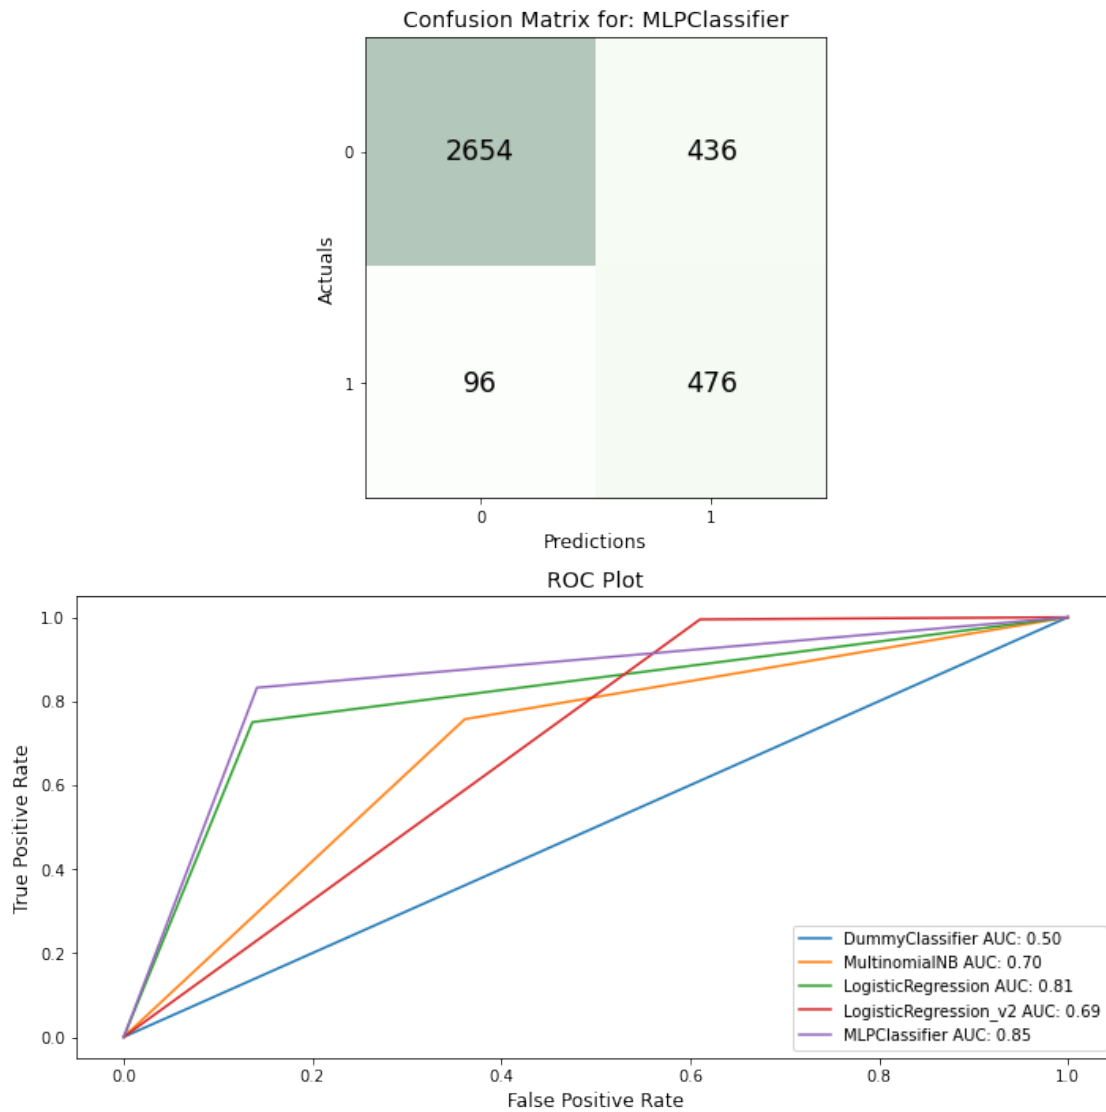 Confusion Matrix for: MLPClassifier
0
2654
436
Actuals
1
96
476
0
1
Predictions
ROC Plot
1.0
0.8
0.6
0.4
0.2
0.0
True Positive Rate
DummyClassifier AUC: 0.50
MultinomialNB AUC: 0.70
LogisticRegression AUC: 0.81
LogisticRegression_v2 AUC: 0.69
MLPClassifier AUC: 0.85
0.0
0.2
0.4
0.6
0.8
1.0
False Positive Rate